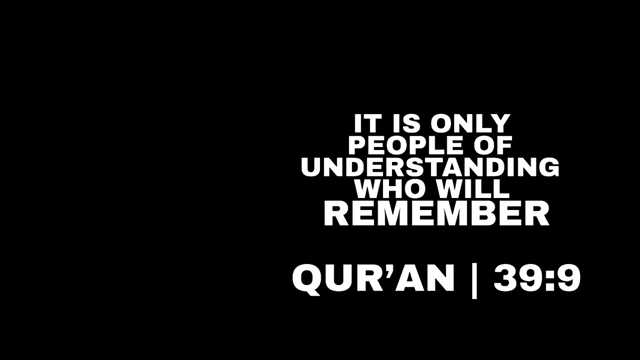 IT IS ONLY
PEOPLE OF
UNDERSTANDING
WHO WILL
REMEMBER
QUR’AN | 39:9